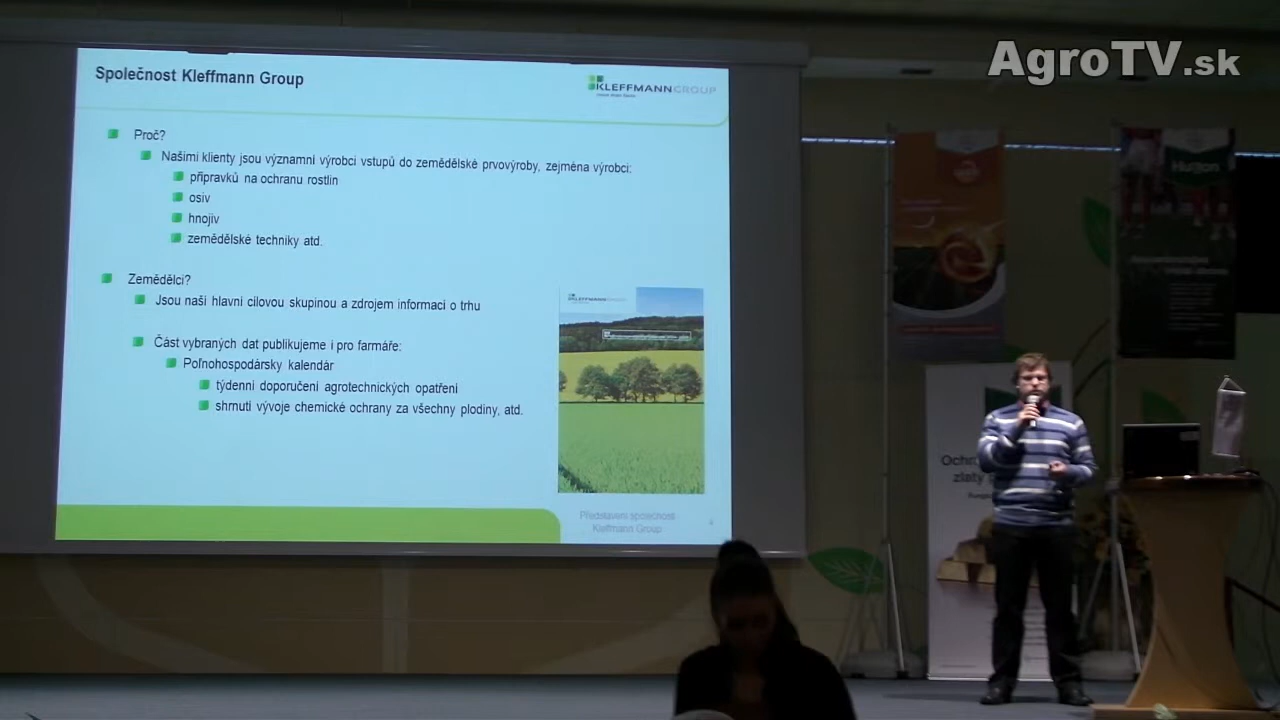 AgroTV.sk
Společnost Kleffmann Group
KLEFFMANNGROUP
Proč?
Našimi klienty jsou významní výrobci vstupů do zemědělské prvovýroby, zejména výrobci:
přípravků na ochranu rostlin
osiv
hnojiv
zemědělské techniky atd.
Zemědělci?
Jsou naší hlavní cílovou skupinou a zdrojem informací o trhu
Část vybraných dat publikujeme i pro farmáře:
Poľnohospodársky kalendár
týdenní doporučení agrotechnických opatření
shrnutí vývoje chemické ochrany za všechny plodiny, atd.
Představení společnosti
Kleffmann Group